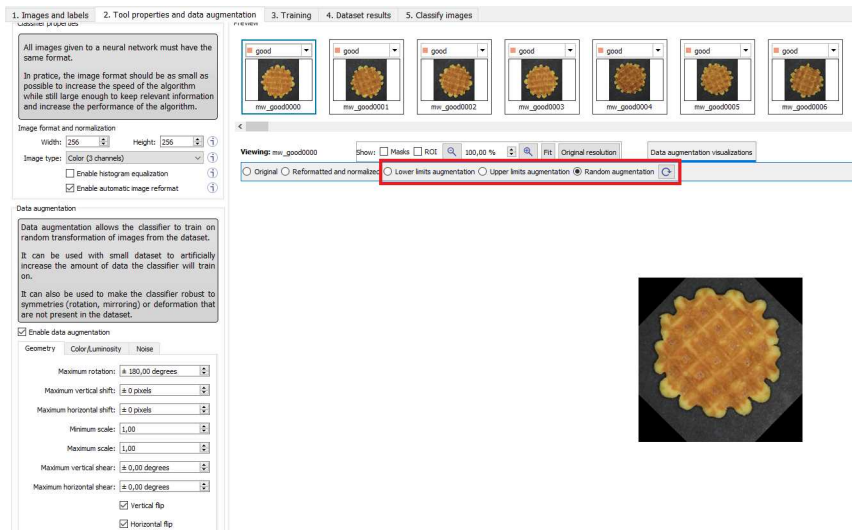 1. Images and labels 2. Tool properties and data augmentation 3. Training 4. Dataset results 5. Classify images
Classifier properties
All images given to a neural network must have the
same format.
In pratice, the image format should be as small as
possible to increase the speed of the algorithm
while still large enough to keep relevant information
and increase the performance of the algorithm.
Image format and normalization
Width: 256 Height: 256
Image type: Color (3 channels)
Enable histogram equalization
Enable automatic image reformat
Data augmentation
Data augmentation allows the classifier to train on
random transformation of images from the dataset.
It can be used with small dataset to artificially
increase the amount of data the classifier will train
on.
It can also be used to make the classifier robust to
symmetries (rotation, mirroring) or deformation that
are not present in the dataset.
Enable data augmentation
Geometry Color/Luminosity Noise
Maximum rotation: ± 180,00 degrees
Maximum vertical shift: ± 0 pixels
Maximum horizontal shift: ± 0 pixels
Minimum scale: 1,00
Maximum scale: 1,00
Maximum vertical shear: ± 0,00 degrees
Maximum horizontal shear: ± 0,00 degrees
Vertical flip
Horizontal flip
Preview
good good good good good good good
mw_good0000 mw_good0001 mw_good0002 mw_good0003 mw_good0004 mw_good0005 mw_good0006
Viewing: mw_good0000 Show: Masks ROI 100,00 % Fit Original resolution Data augmentation visualizations
Original Reformatted and normalized Lower limits augmentation Upper limits augmentation Random augmentation